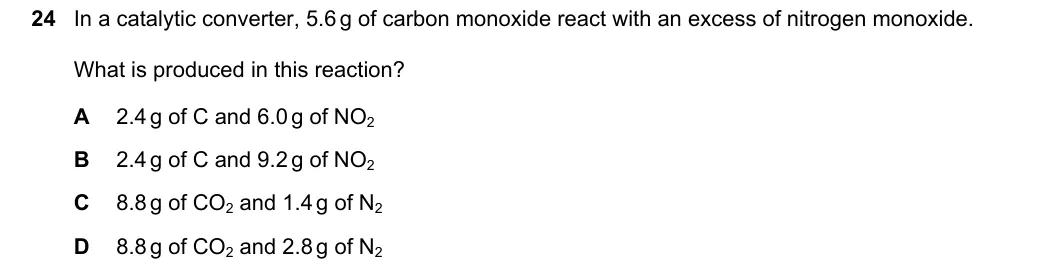 24 In a catalytic converter, 5.6 g of carbon monoxide react with an excess of nitrogen monoxide.
What is produced in this reaction?
A 2.4 g of C and 6.0 g of NO₂
B 2.4 g of C and 9.2 g of NO₂
C 8.8 g of CO₂ and 1.4 g of N₂
D 8.8 g of CO₂ and 2.8 g of N₂